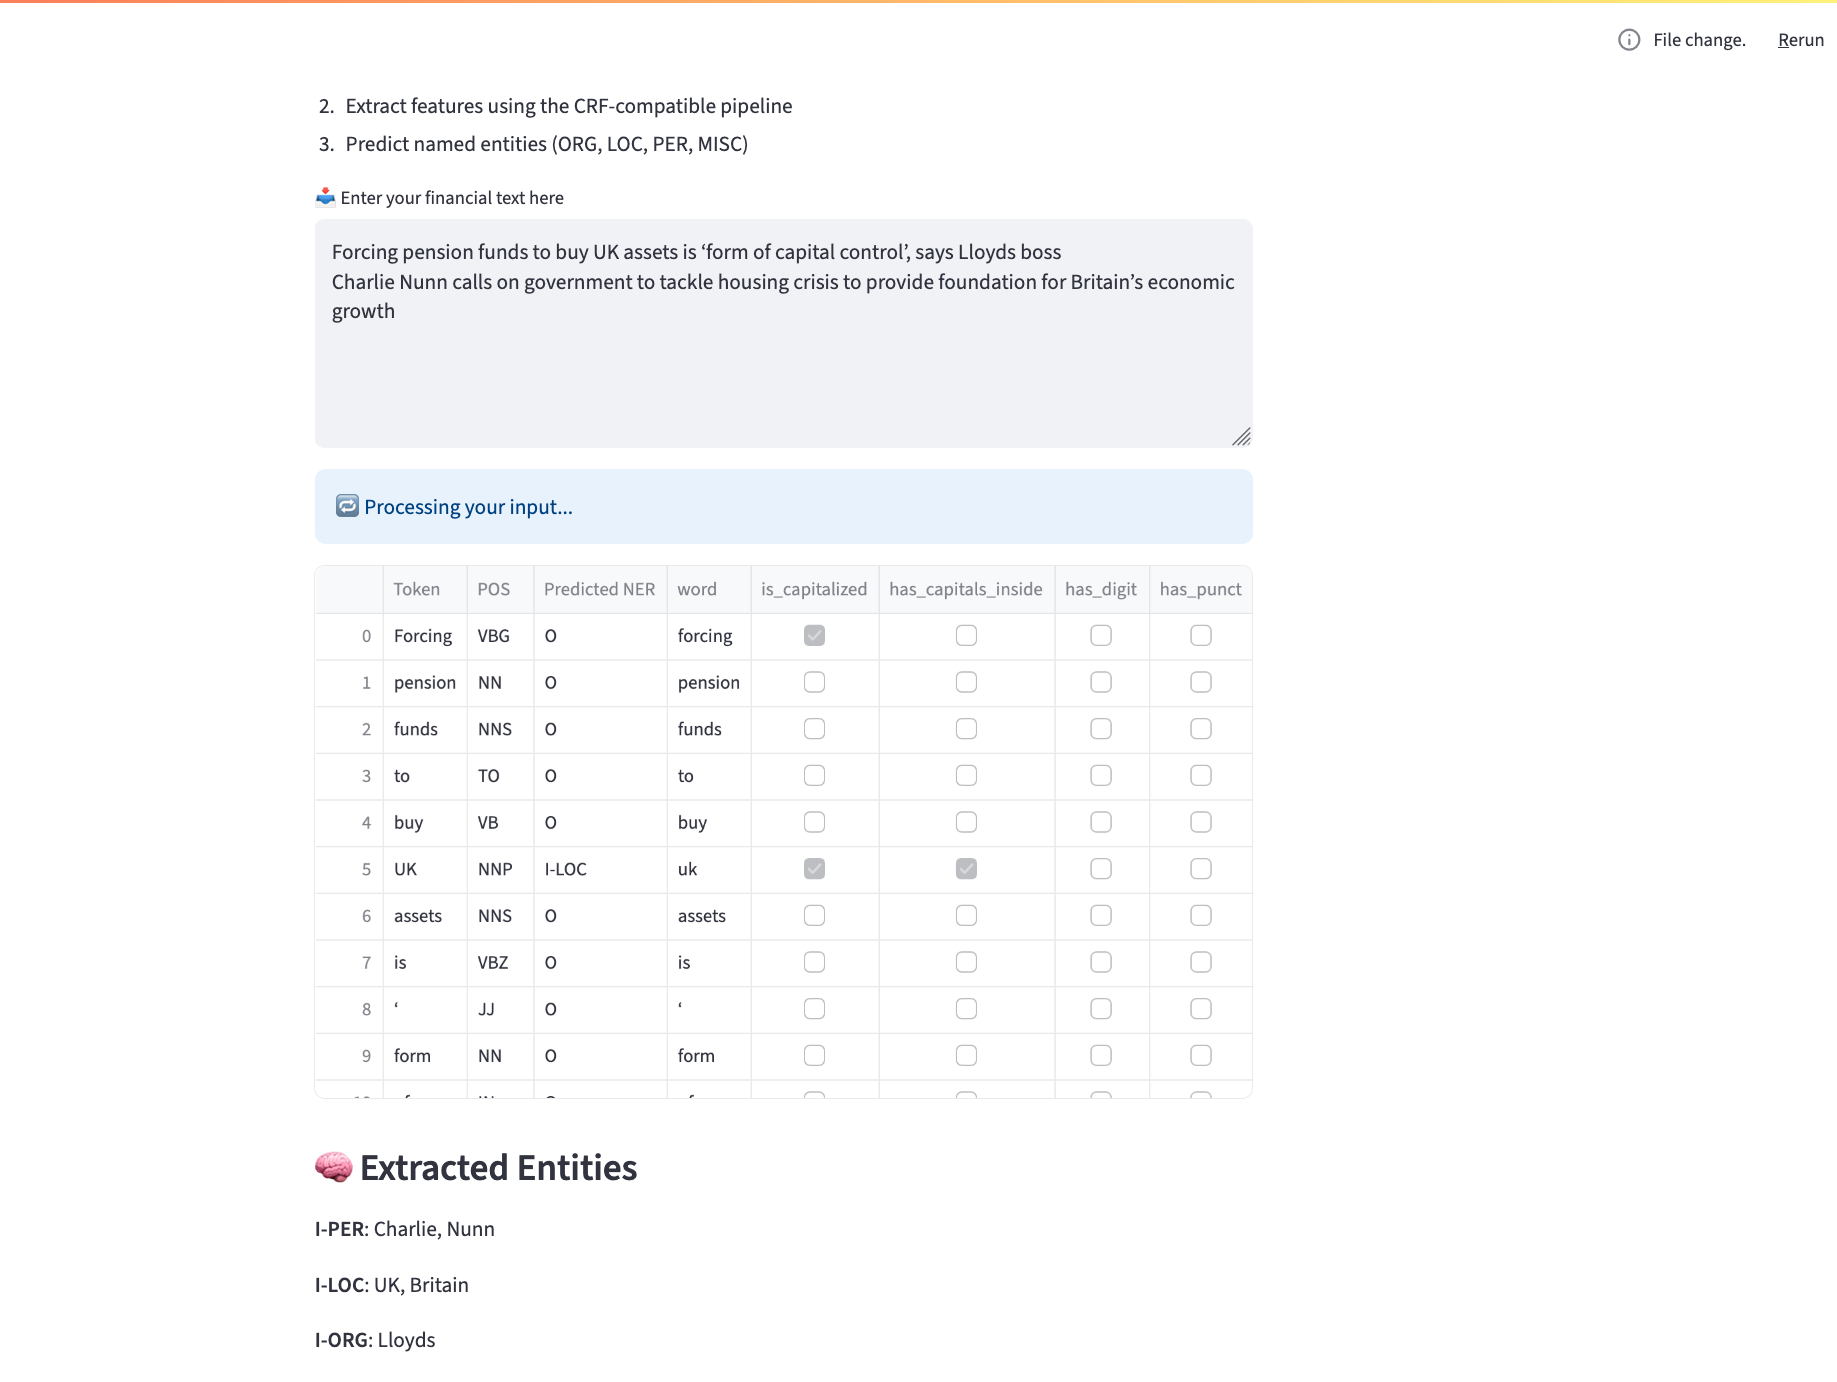 File change. Rerun
2. Extract features using the CRF-compatible pipeline
3. Predict named entities (ORG, LOC, PER, MISC)
Enter your financial text here
Forcing pension funds to buy UK assets is ‘form of capital control’, says Lloyds boss
Charlie Nunn calls on government to tackle housing crisis to provide foundation for Britain’s economic
growth
Processing your input...
Token POS Predicted NER word is_capitalized has_capitals_inside has_digit has_punct
0 Forcing VBG O forcing
1 pension NN O pension
2 funds NNS O funds
3 to TO O to
4 buy VB O buy
5 UK NNP I-LOC uk
6 assets NNS O assets
7 is VBZ O is
8 ‘ JJ O ‘
9 form NN O form
Extracted Entities
I-PER: Charlie, Nunn
I-LOC: UK, Britain
I-ORG: Lloyds